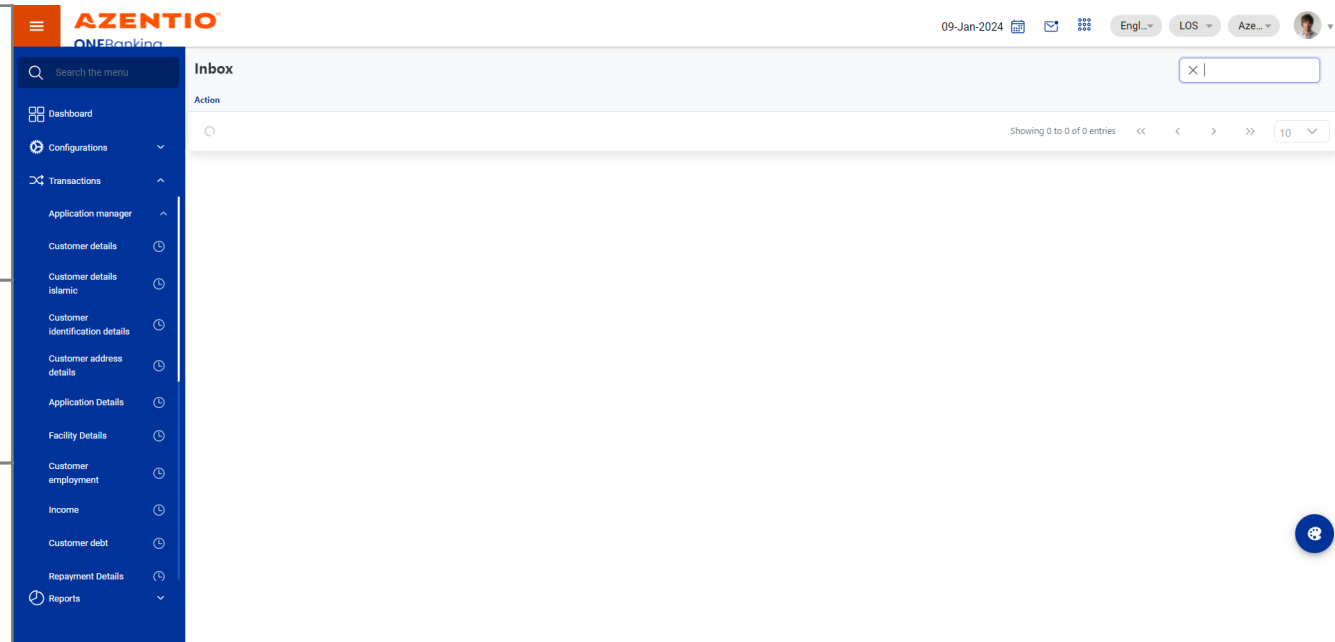 AZENTIO™
ONEBanking
09-Jan-2024
Engl...
LOS
Aze...
Search the menu
Inbox
Action
Showing 0 to 0 of 0 entries
10
Dashboard
Configurations
Transactions
Application manager
Customer details
Customer details
islamic
Customer
identification details
Customer address
details
Application Details
Facility Details
Customer
employment
Income
Customer debt
Repayment Details
Reports